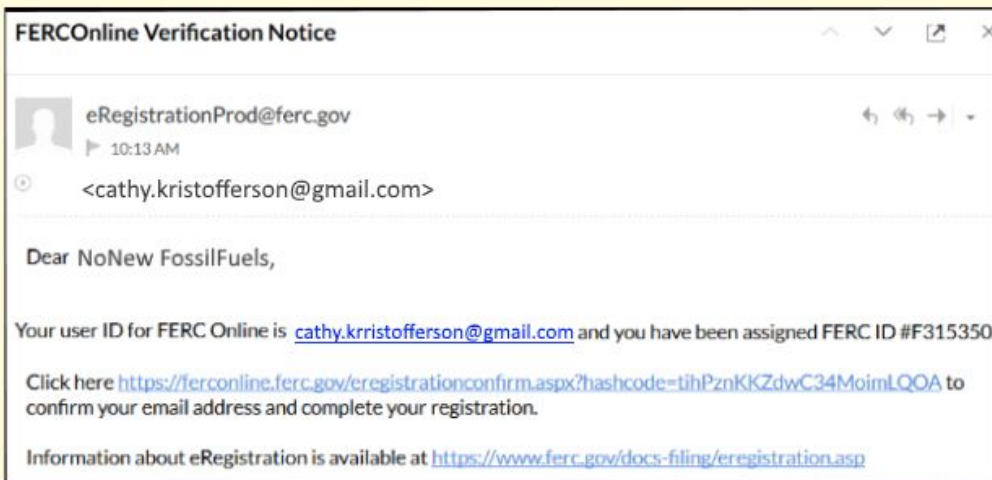 FERCOnline Verification Notice
eRegistrationProd@ferc.gov
10:13 AM
<cathy.kristofferson@gmail.com>
Dear NoNew FossilFuels,
Your user ID for FERC Online is cathy.krristofferson@gmail.com and you have been assigned FERC ID #F315350
Click here https://ferconline.ferc.gov/eregistrationconfirm.aspx?hashcode=tihPznKKZdwC34MoimLQOA to
confirm your email address and complete your registration.
Information about eRegistration is available at https://www.ferc.gov/docs-filing/eregistration.asp